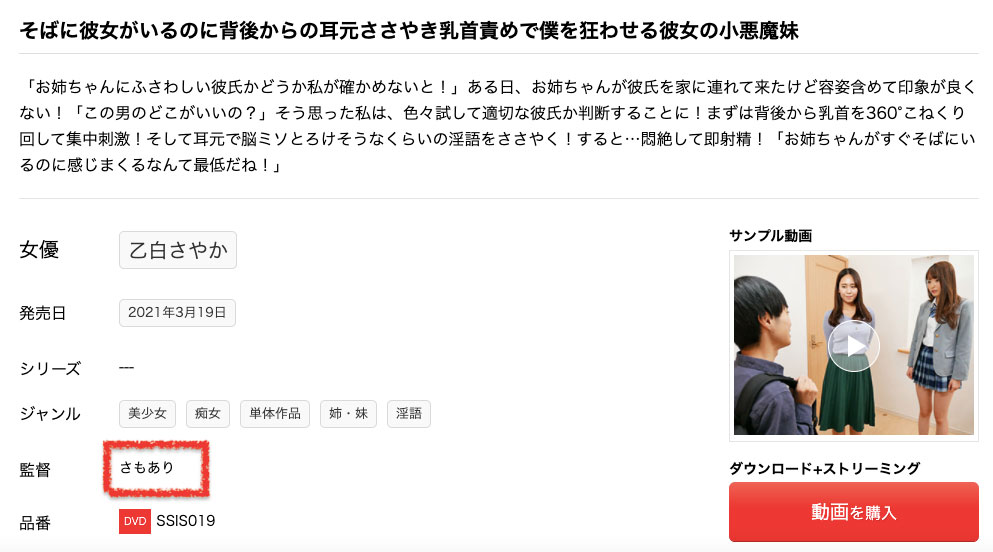 そばに彼女がいるのに背後からの耳元ささやき乳首責めで僕を狂わせる彼女の小悪魔妹
「お姉ちゃんにふさわしい彼氏かどうか私が確かめないと！」ある日、お姉ちゃんが彼氏を家に連れて来たけど容姿含めて印象が良く
ない！「この男のどこがいいの？」そう思った私は、色々試して適切な彼氏か判断することに！まずは背後から乳首を360°こねくり
回して集中刺激！そして耳元で脳ミソとろけそうなくらいの淫語をささやく！すると…悶絶して即射精！「お姉ちゃんがすぐそばにい
るのに感じまくるなんて最低だね！」
女優 乙白さやか
発売日 2021年3月19日
シリーズ ---
ジャンル 美少女 痴女 単体作品 姉・妹 淫語
監督 さもあり
品番 DVD SSIS019
サンプル動画
ダウンロード+ストリーミング
動画を購入